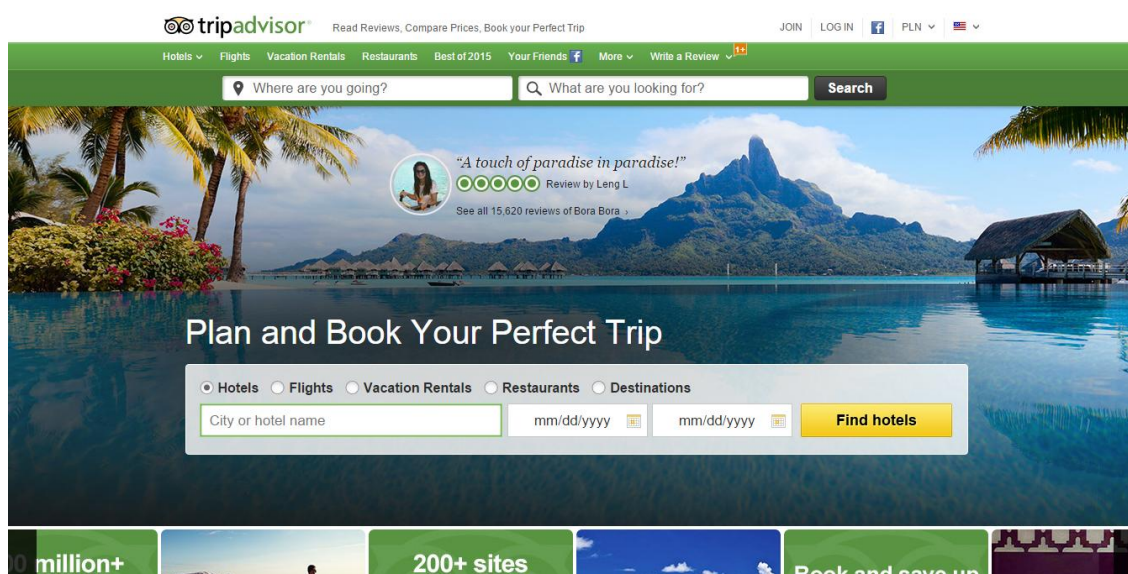 tripadvisor® Read Reviews, Compare Prices, Book your Perfect Trip JOIN LOG IN f PLN
Hotels Flights Vacation Rentals Restaurants Best of 2015 Your Friends f More Write a Review 1+
Where are you going? What are you looking for? Search
“A touch of paradise in paradise!”
Review by Leng L
See all 15,620 reviews of Bora Bora ›
Plan and Book Your Perfect Trip
Hotels Flights Vacation Rentals Restaurants Destinations
City or hotel name mm/dd/yyyy mm/dd/yyyy Find hotels
million+ 200+ sites Book and save up